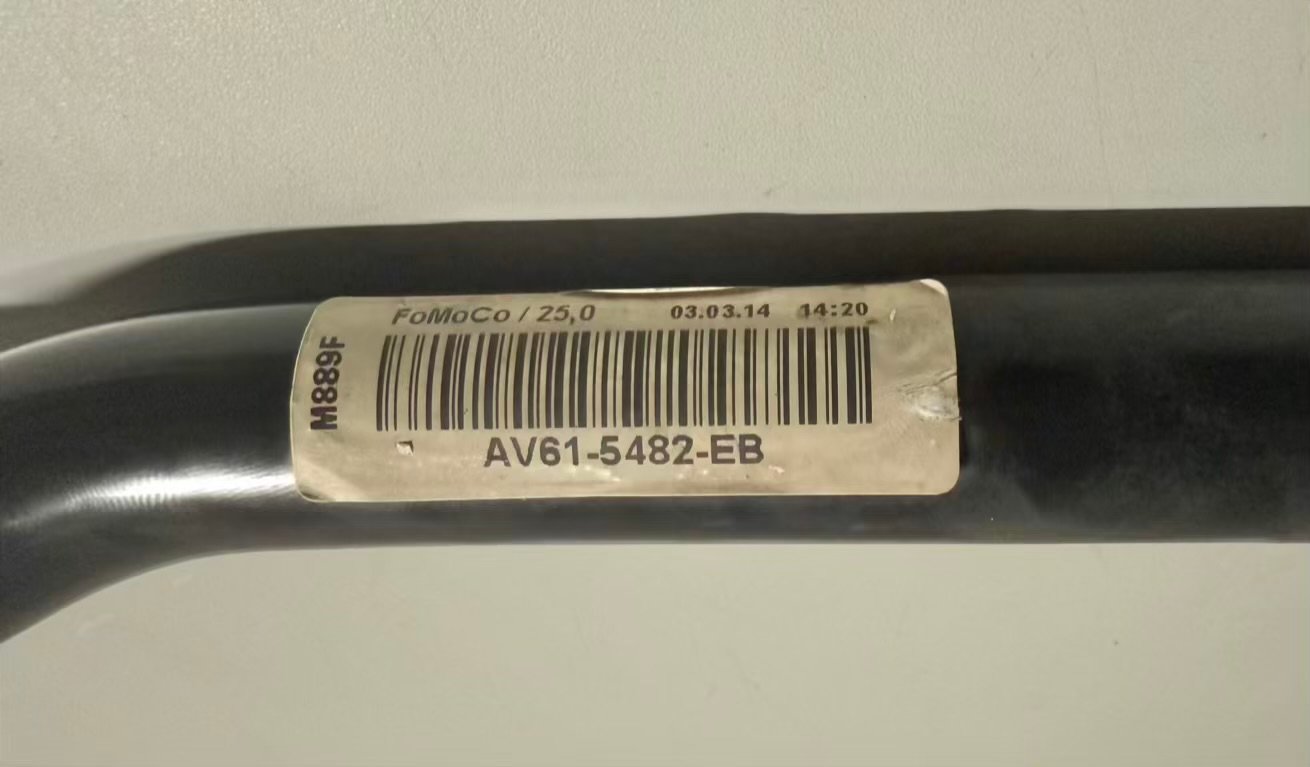 FoMoCo / 25,0 03.03.14 14:20
M889F
AV61-5482-EB